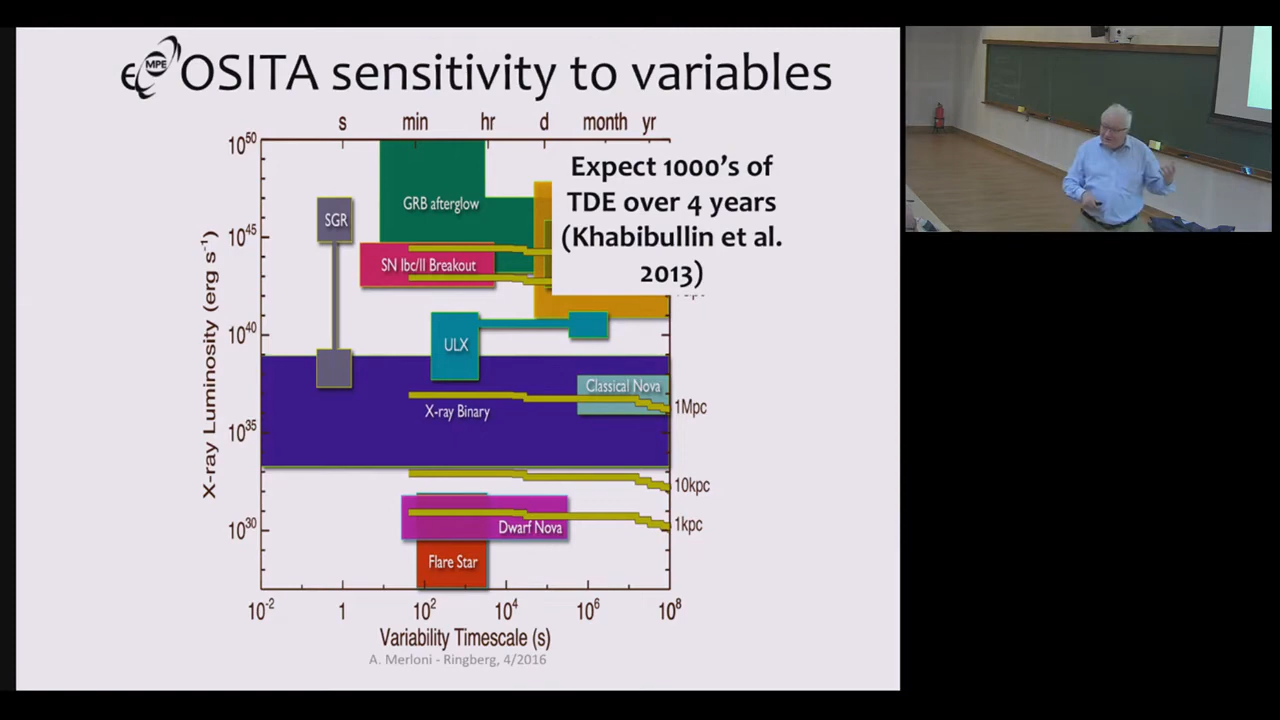 eROSITA sensitivity to variables
MPE
s min hr d month yr
10^50
10^45
10^40
10^35
10^30
X-ray Luminosity (erg s^-1)
Expect 1000's of
TDE over 4 years
(Khabibullin et al.
2013)
GRB afterglow
SGR
SN Ibc/II Breakout
ULX
Classical Nova
X-ray Binary
1Mpc
10kpc
1kpc
Dwarf Nova
Flare Star
10^-2 1 10^2 10^4 10^6 10^8
Variability Timescale (s)
A. Merloni - Ringberg, 4/2016